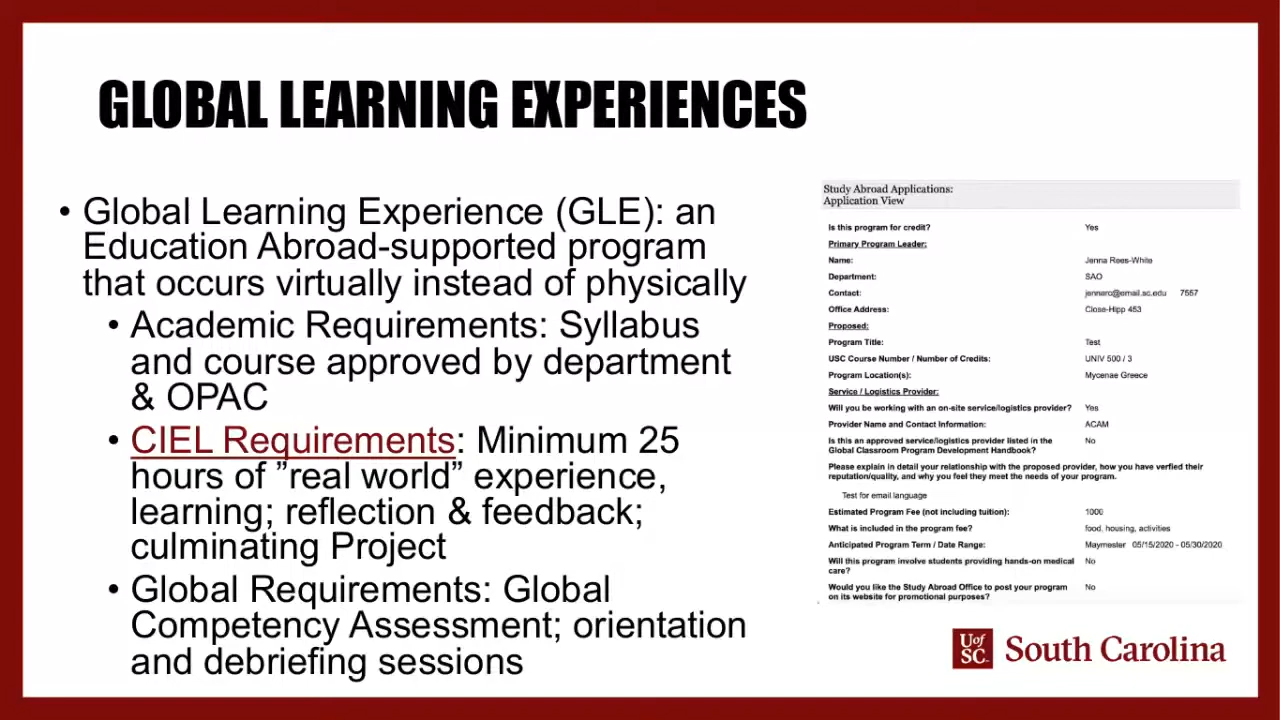 GLOBAL LEARNING EXPERIENCES
• Global Learning Experience (GLE): an
Education Abroad-supported program
that occurs virtually instead of physically
• Academic Requirements: Syllabus
and course approved by department
& OPAC
• CIEL Requirements: Minimum 25
hours of ”real world” experience,
learning; reflection & feedback;
culminating Project
• Global Requirements: Global
Competency Assessment; orientation
and debriefing sessions
Study Abroad Applications:
Application View
Is this program for credit? Yes
Primary Program Leader:
Name: Jenna Rees-White
Department: SAO
Contact: jennarc@email.sc.edu 7557
Office Address: Close-Hipp 453
Proposed:
Program Title: Test
USC Course Number / Number of Credits: UNIV 500 / 3
Program Location(s): Mycenae Greece
Service / Logistics Provider:
Will you be working with an on-site service/logistics provider? Yes
Provider Name and Contact Information: ACAM
Is this an approved service/logistics provider listed in the No
Global Classroom Program Development Handbook?
Please explain in detail your relationship with the proposed provider, how you have verfied their
reputation/quality, and why you feel they meet the needs of your program.
Test for email language
Estimated Program Fee (not including tuition): 1000
What is included in the program fee? food, housing, activities
Anticipated Program Term / Date Range: Maymester 05/15/2020 - 05/30/2020
Will this program involve students providing hands-on medical No
care?
Would you like the Study Abroad Office to post your program No
on its website for promotional purposes?
UofSC South Carolina